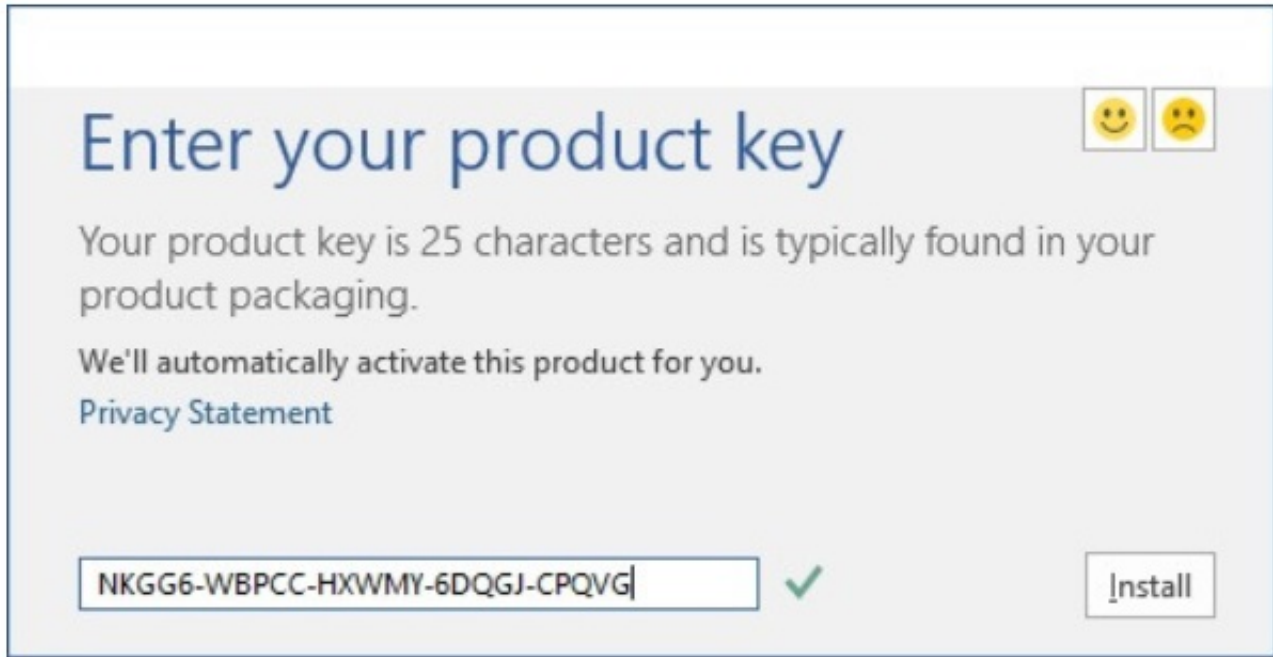 Enter your product key
Your product key is 25 characters and is typically found in your
product packaging.
We'll automatically activate this product for you.
Privacy Statement
NKGG6-WBPCC-HXWMY-6DQGJ-CPQVG
Install